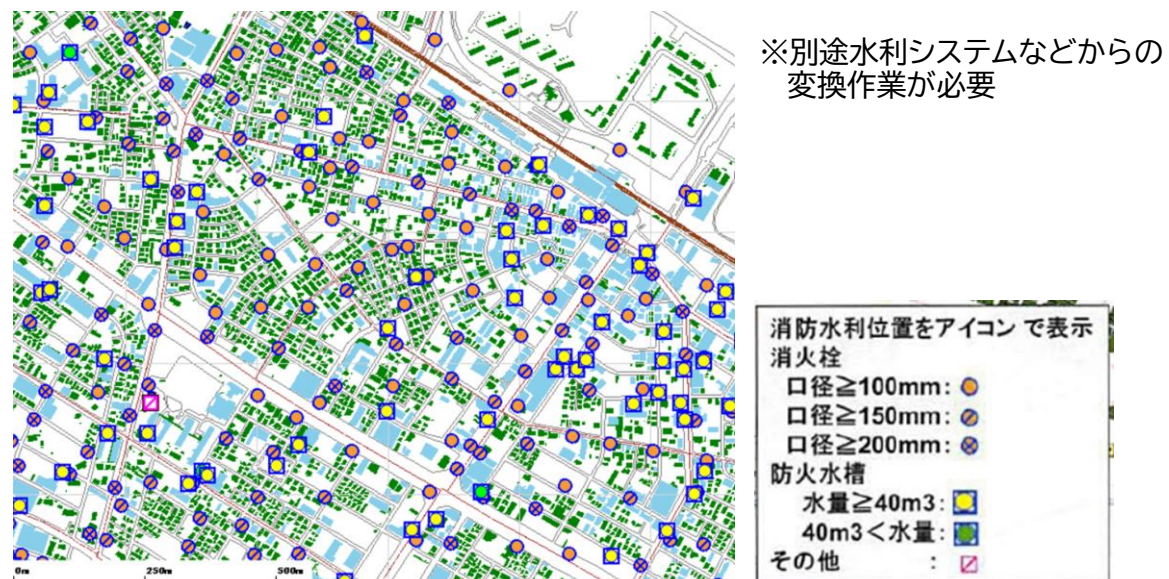 ※別途水利システムなどからの
変換作業が必要
消防水利位置をアイコン で表示
消火栓
口径≧100mm:
口径≧150mm:
口径≧200mm:
防火水槽
水量≧40m3:
40m3<水量:
その他 :
0m 250m 500m